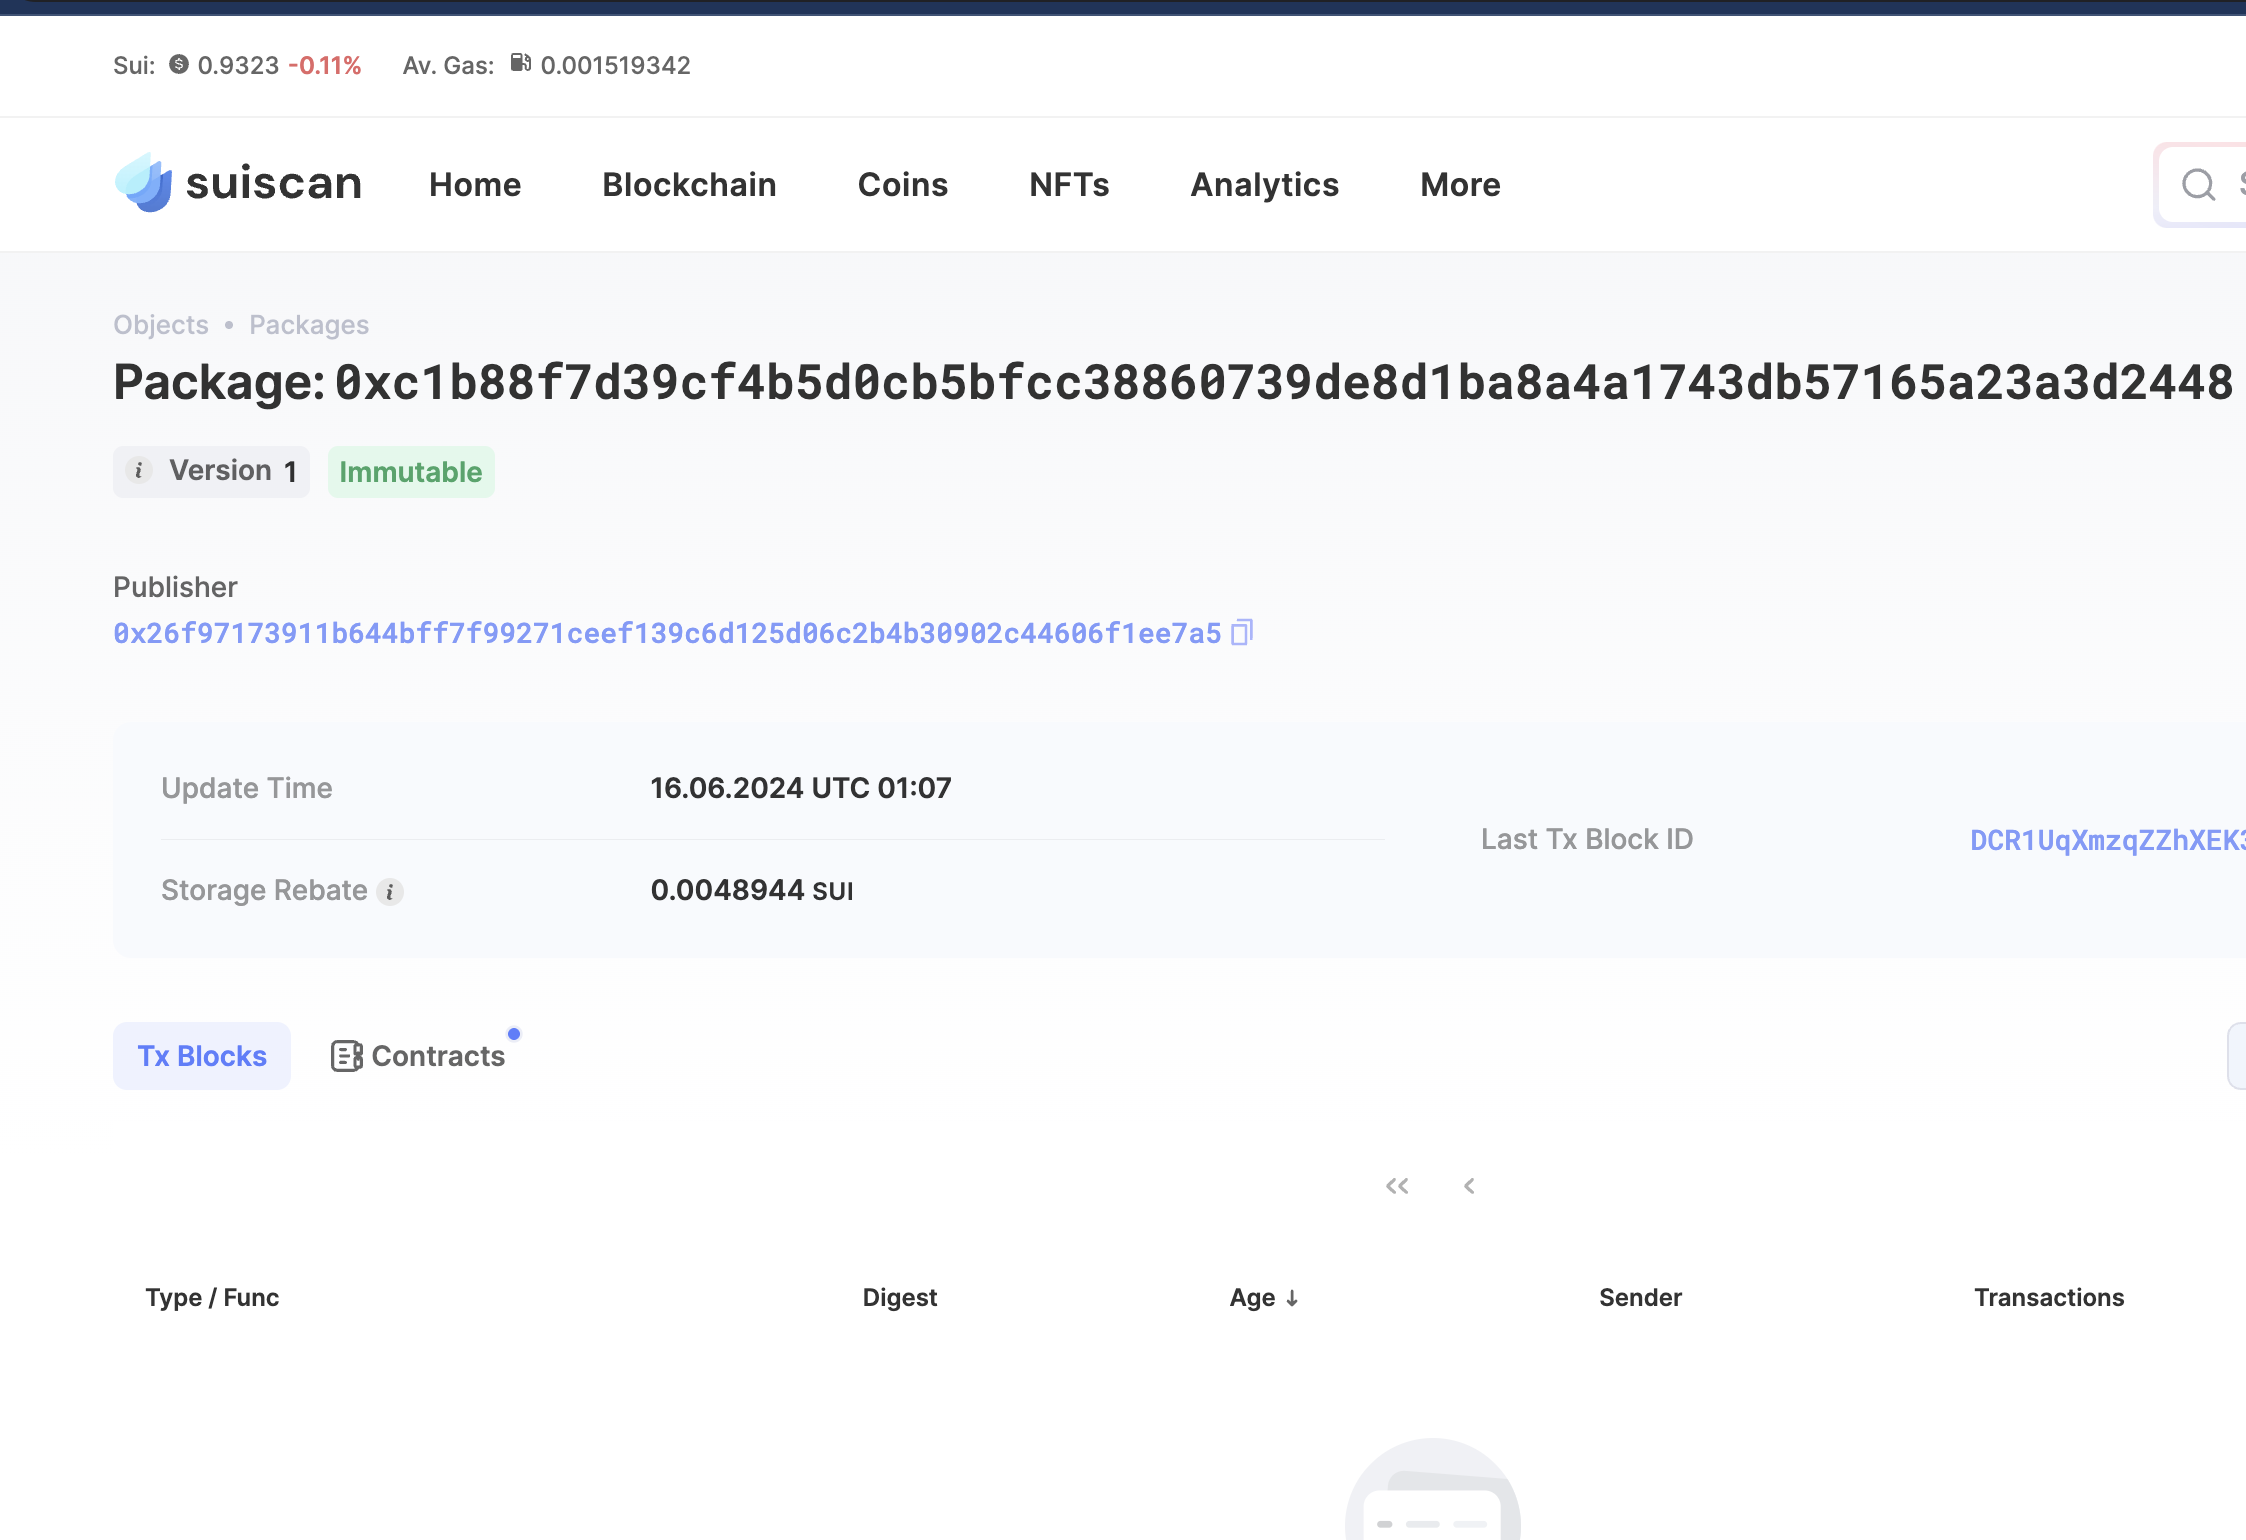 Sui: 0.9323 -0.11% Av. Gas: 0.001519342
suiscan Home Blockchain Coins NFTs Analytics More
Objects • Packages
Package: 0xc1b88f7d39cf4b5d0cb5bfcc38860739de8d1ba8a4a1743db57165a23a3d2448
i Version 1 Immutable
Publisher
0x26f97173911b644bff7f99271ceef139c6d125d06c2b4b30902c44606f1ee7a5
Update Time 16.06.2024 UTC 01:07
Last Tx Block ID DCR1UqXmzqZZhXEK
Storage Rebate i 0.0048944 SUI
Tx Blocks Contracts
<< <
Type / Func Digest Age ↓ Sender Transactions